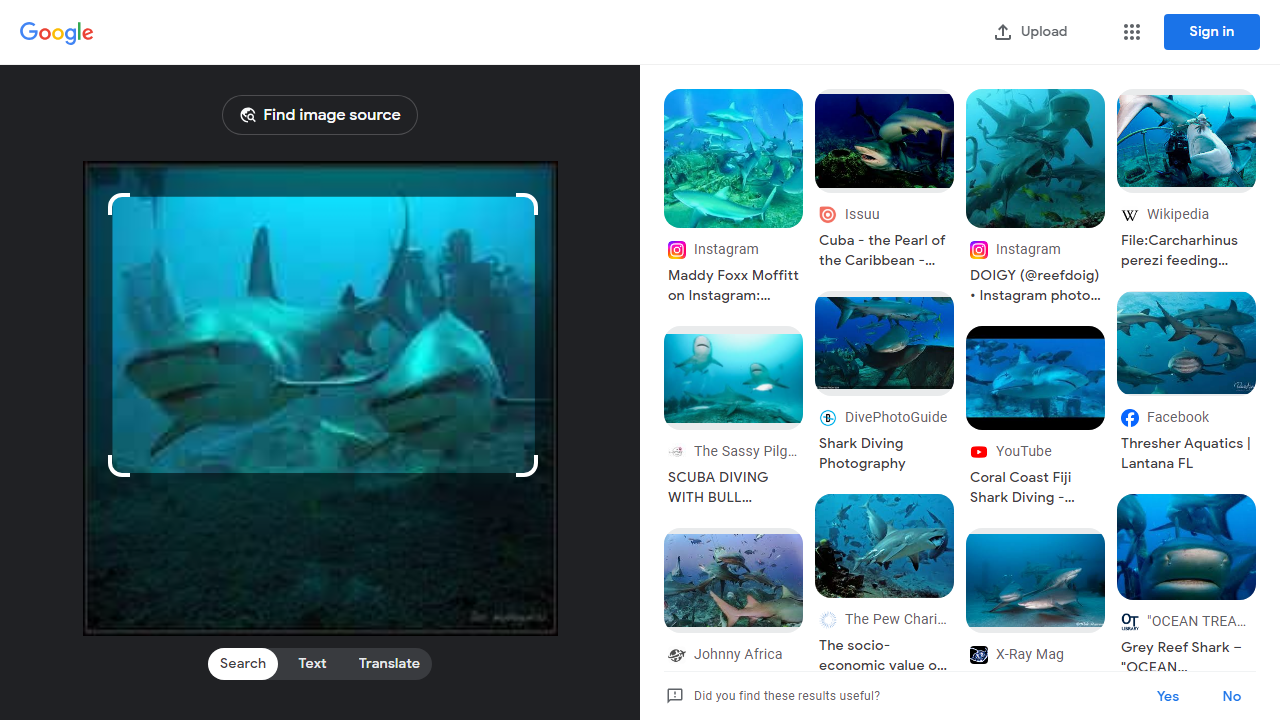 Google
Upload
Sign in
Find image source
Search
Text
Translate
Instagram
Maddy Foxx Moffitt
on Instagram:...
The Sassy Pilg...
SCUBA DIVING
WITH BULL...
Johnny Africa
Issuu
Cuba - the Pearl of
the Caribbean -...
DivePhotoGuide
Shark Diving
Photography
The Pew Chari...
The socio-
economic value o...
Instagram
DOIGY (@reefdoig)
• Instagram photo...
YouTube
Coral Coast Fiji
Shark Diving -...
X-Ray Mag
W
Wikipedia
File:Carcharhinus
perezi feeding...
Facebook
Thresher Aquatics |
Lantana FL
OT
LIBRARY
"OCEAN TREA...
Grey Reef Shark –
"OCEAN...
Did you find these results useful?
Yes
No